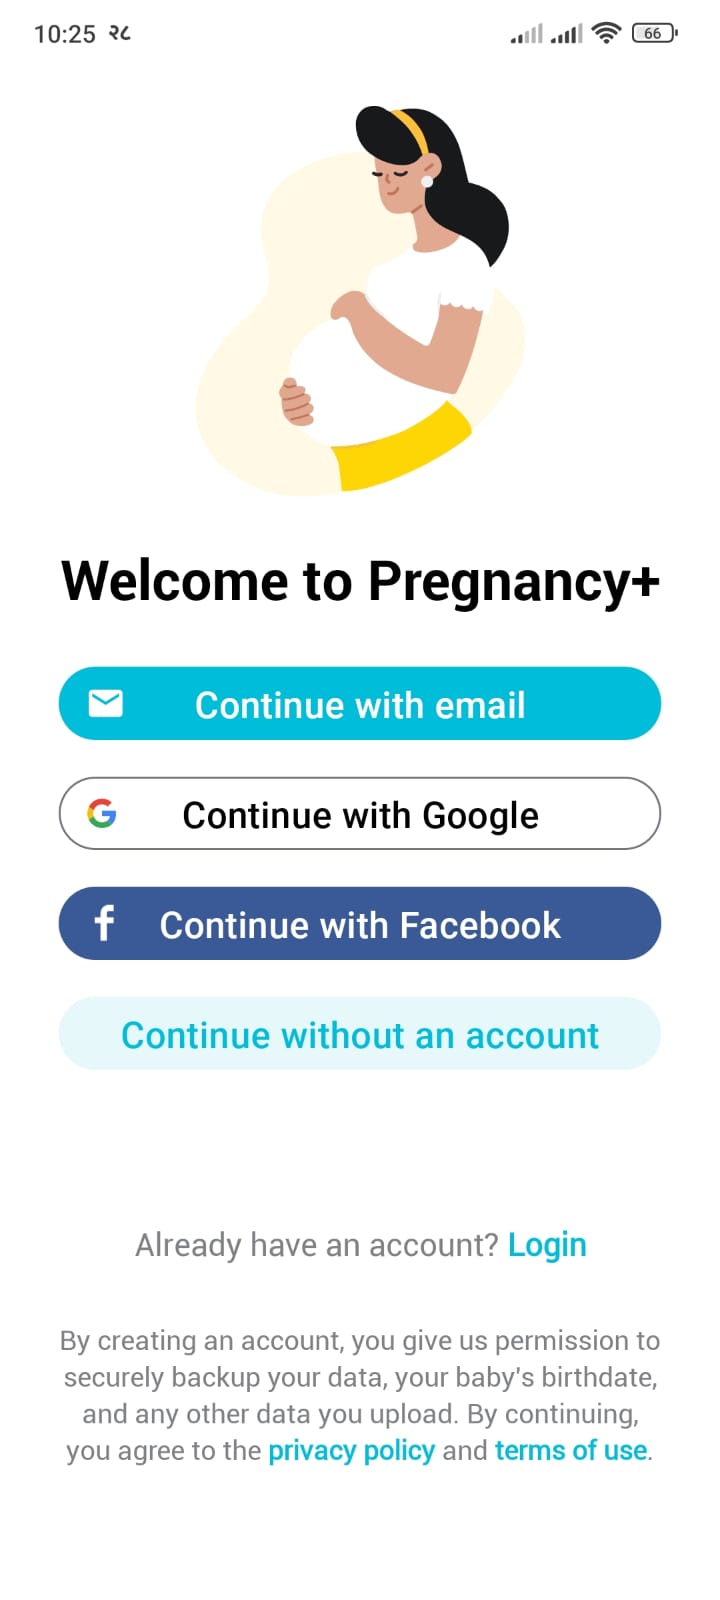 10:25 २८
66
Welcome to Pregnancy+
Continue with email
G Continue with Google
f Continue with Facebook
Continue without an account
Already have an account? Login
By creating an account, you give us permission to
securely backup your data, your baby's birthdate,
and any other data you upload. By continuing,
you agree to the privacy policy and terms of use.